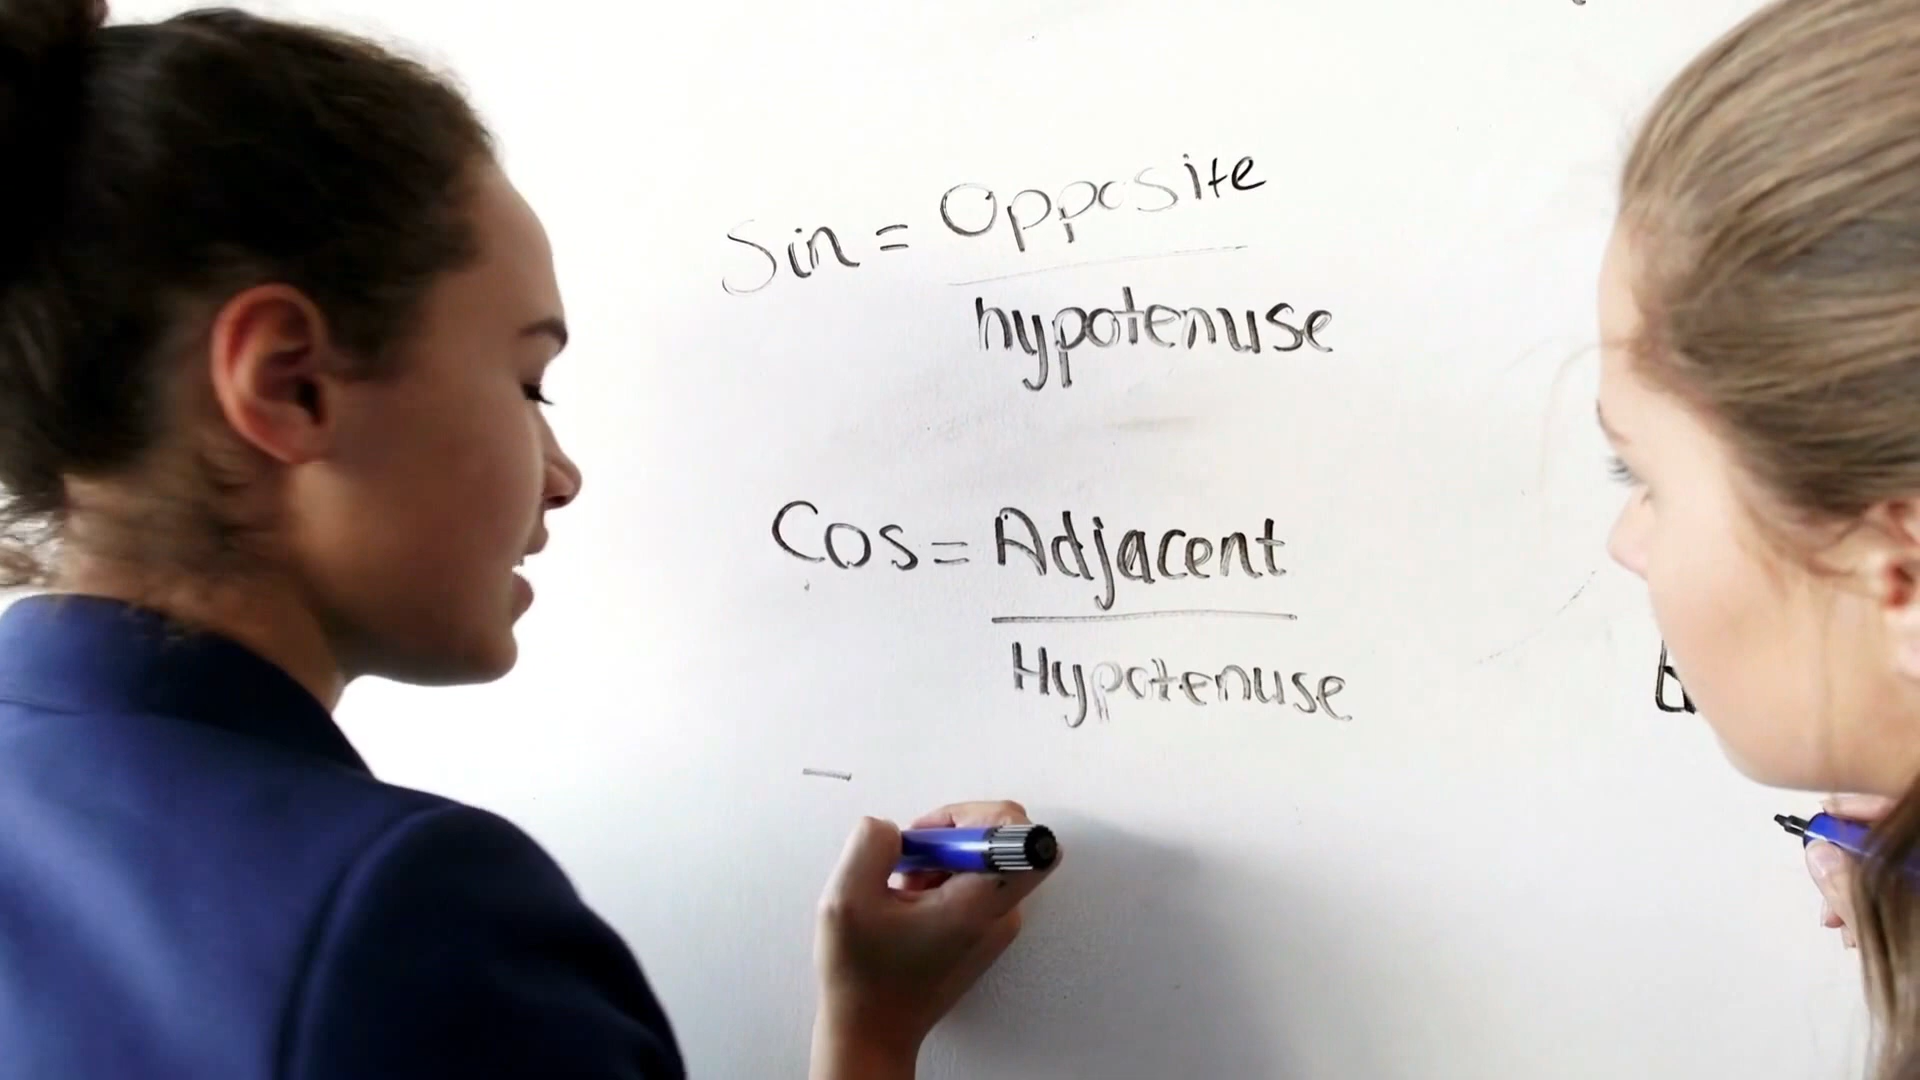 Sin = Opposite
hypotenuse
Cos = Adjacent
Hypotenuse